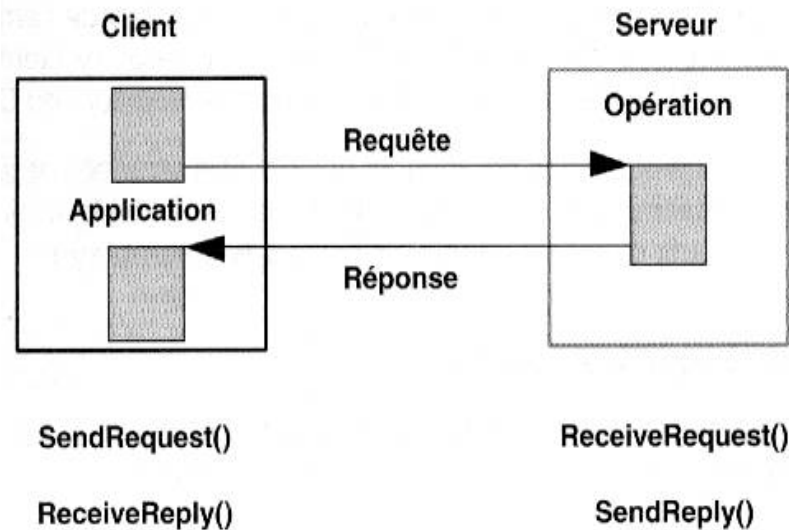 Client
Serveur
Opération
Requête
Application
Réponse
SendRequest()
ReceiveRequest()
ReceiveReply()
SendReply()